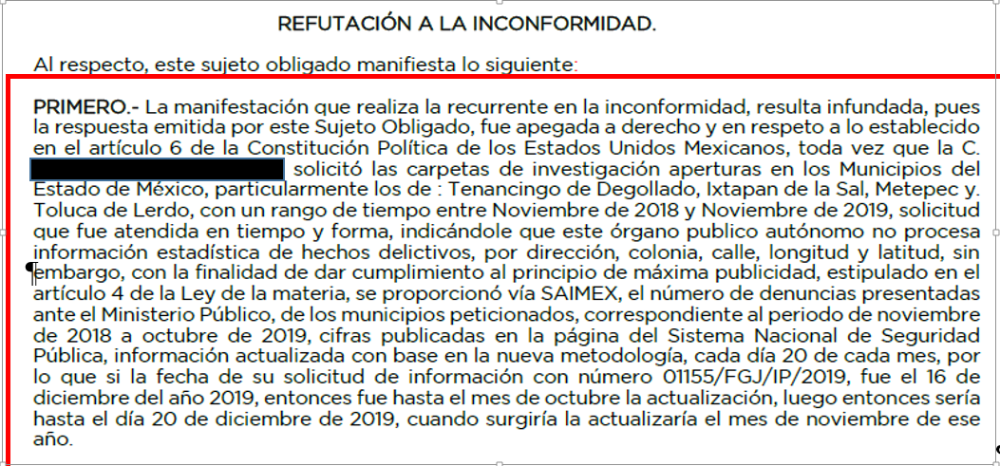 REFUTACIÓN A LA INCONFORMIDAD.
Al respecto, este sujeto obligado manifiesta lo siguiente:
PRIMERO.- La manifestación que realiza la recurrente en la inconformidad, resulta infundada, pues
la respuesta emitida por este Sujeto Obligado, fue apegada a derecho y en respeto a lo establecido
en el artículo 6 de la Constitución Política de los Estados Unidos Mexicanos, toda vez que la C.
solicitó las carpetas de investigación aperturas en los Municipios del
Estado de México, particularmente los de : Tenancingo de Degollado, Ixtapan de la Sal, Metepec y.
Toluca de Lerdo, con un rango de tiempo entre Noviembre de 2018 y Noviembre de 2019, solicitud
que fue atendida en tiempo y forma, indicándole que este órgano publico autónomo no procesa
información estadística de hechos delictivos, por dirección, colonia, calle, longitud y latitud, sin
¶embargo, con la finalidad de dar cumplimiento al principio de máxima publicidad, estipulado en el
artículo 4 de la Ley de la materia, se proporcionó vía SAIMEX, el número de denuncias presentadas
ante el Ministerio Público, de los municipios peticionados, correspondiente al periodo de noviembre
de 2018 a octubre de 2019, cifras publicadas en la página del Sistema Nacional de Seguridad
Pública, información actualizada con base en la nueva metodología, cada día 20 de cada mes, por
lo que si la fecha de su solicitud de información con número 01155/FGJ/IP/2019, fue el 16 de
diciembre del año 2019, entonces fue hasta el mes de octubre la actualización, luego entonces sería
hasta el día 20 de diciembre de 2019, cuando surgiría la actualizaría el mes de noviembre de ese
año.